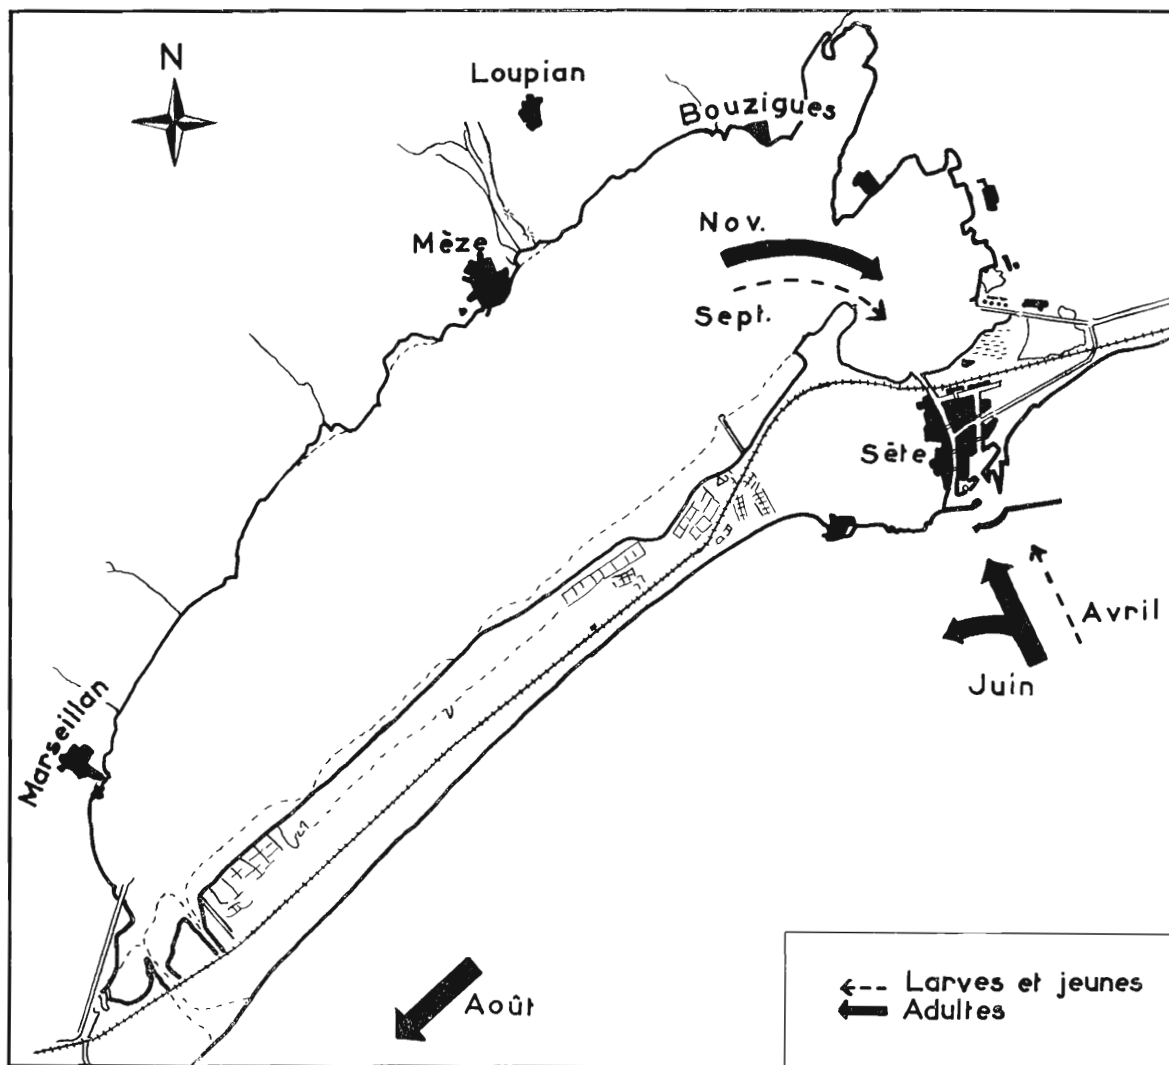 N
Loupian
Bouzigues
Mèze
Nov.
Sept.
Sète
Avril
Juin
Marseillan
Août
Larves et jeunes
Adultes